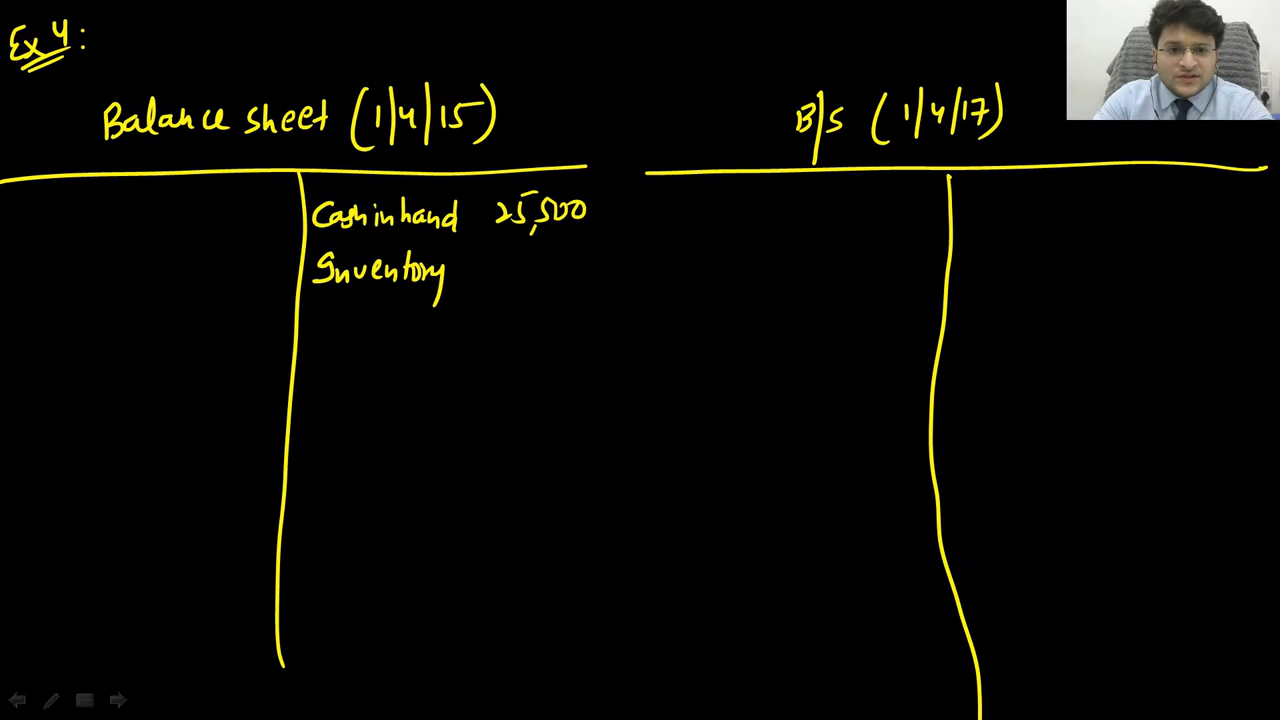 Ex 4:
Balance sheet (1/4/15)
Cash in hand 25,500
Inventory
B/S (1/4/17)